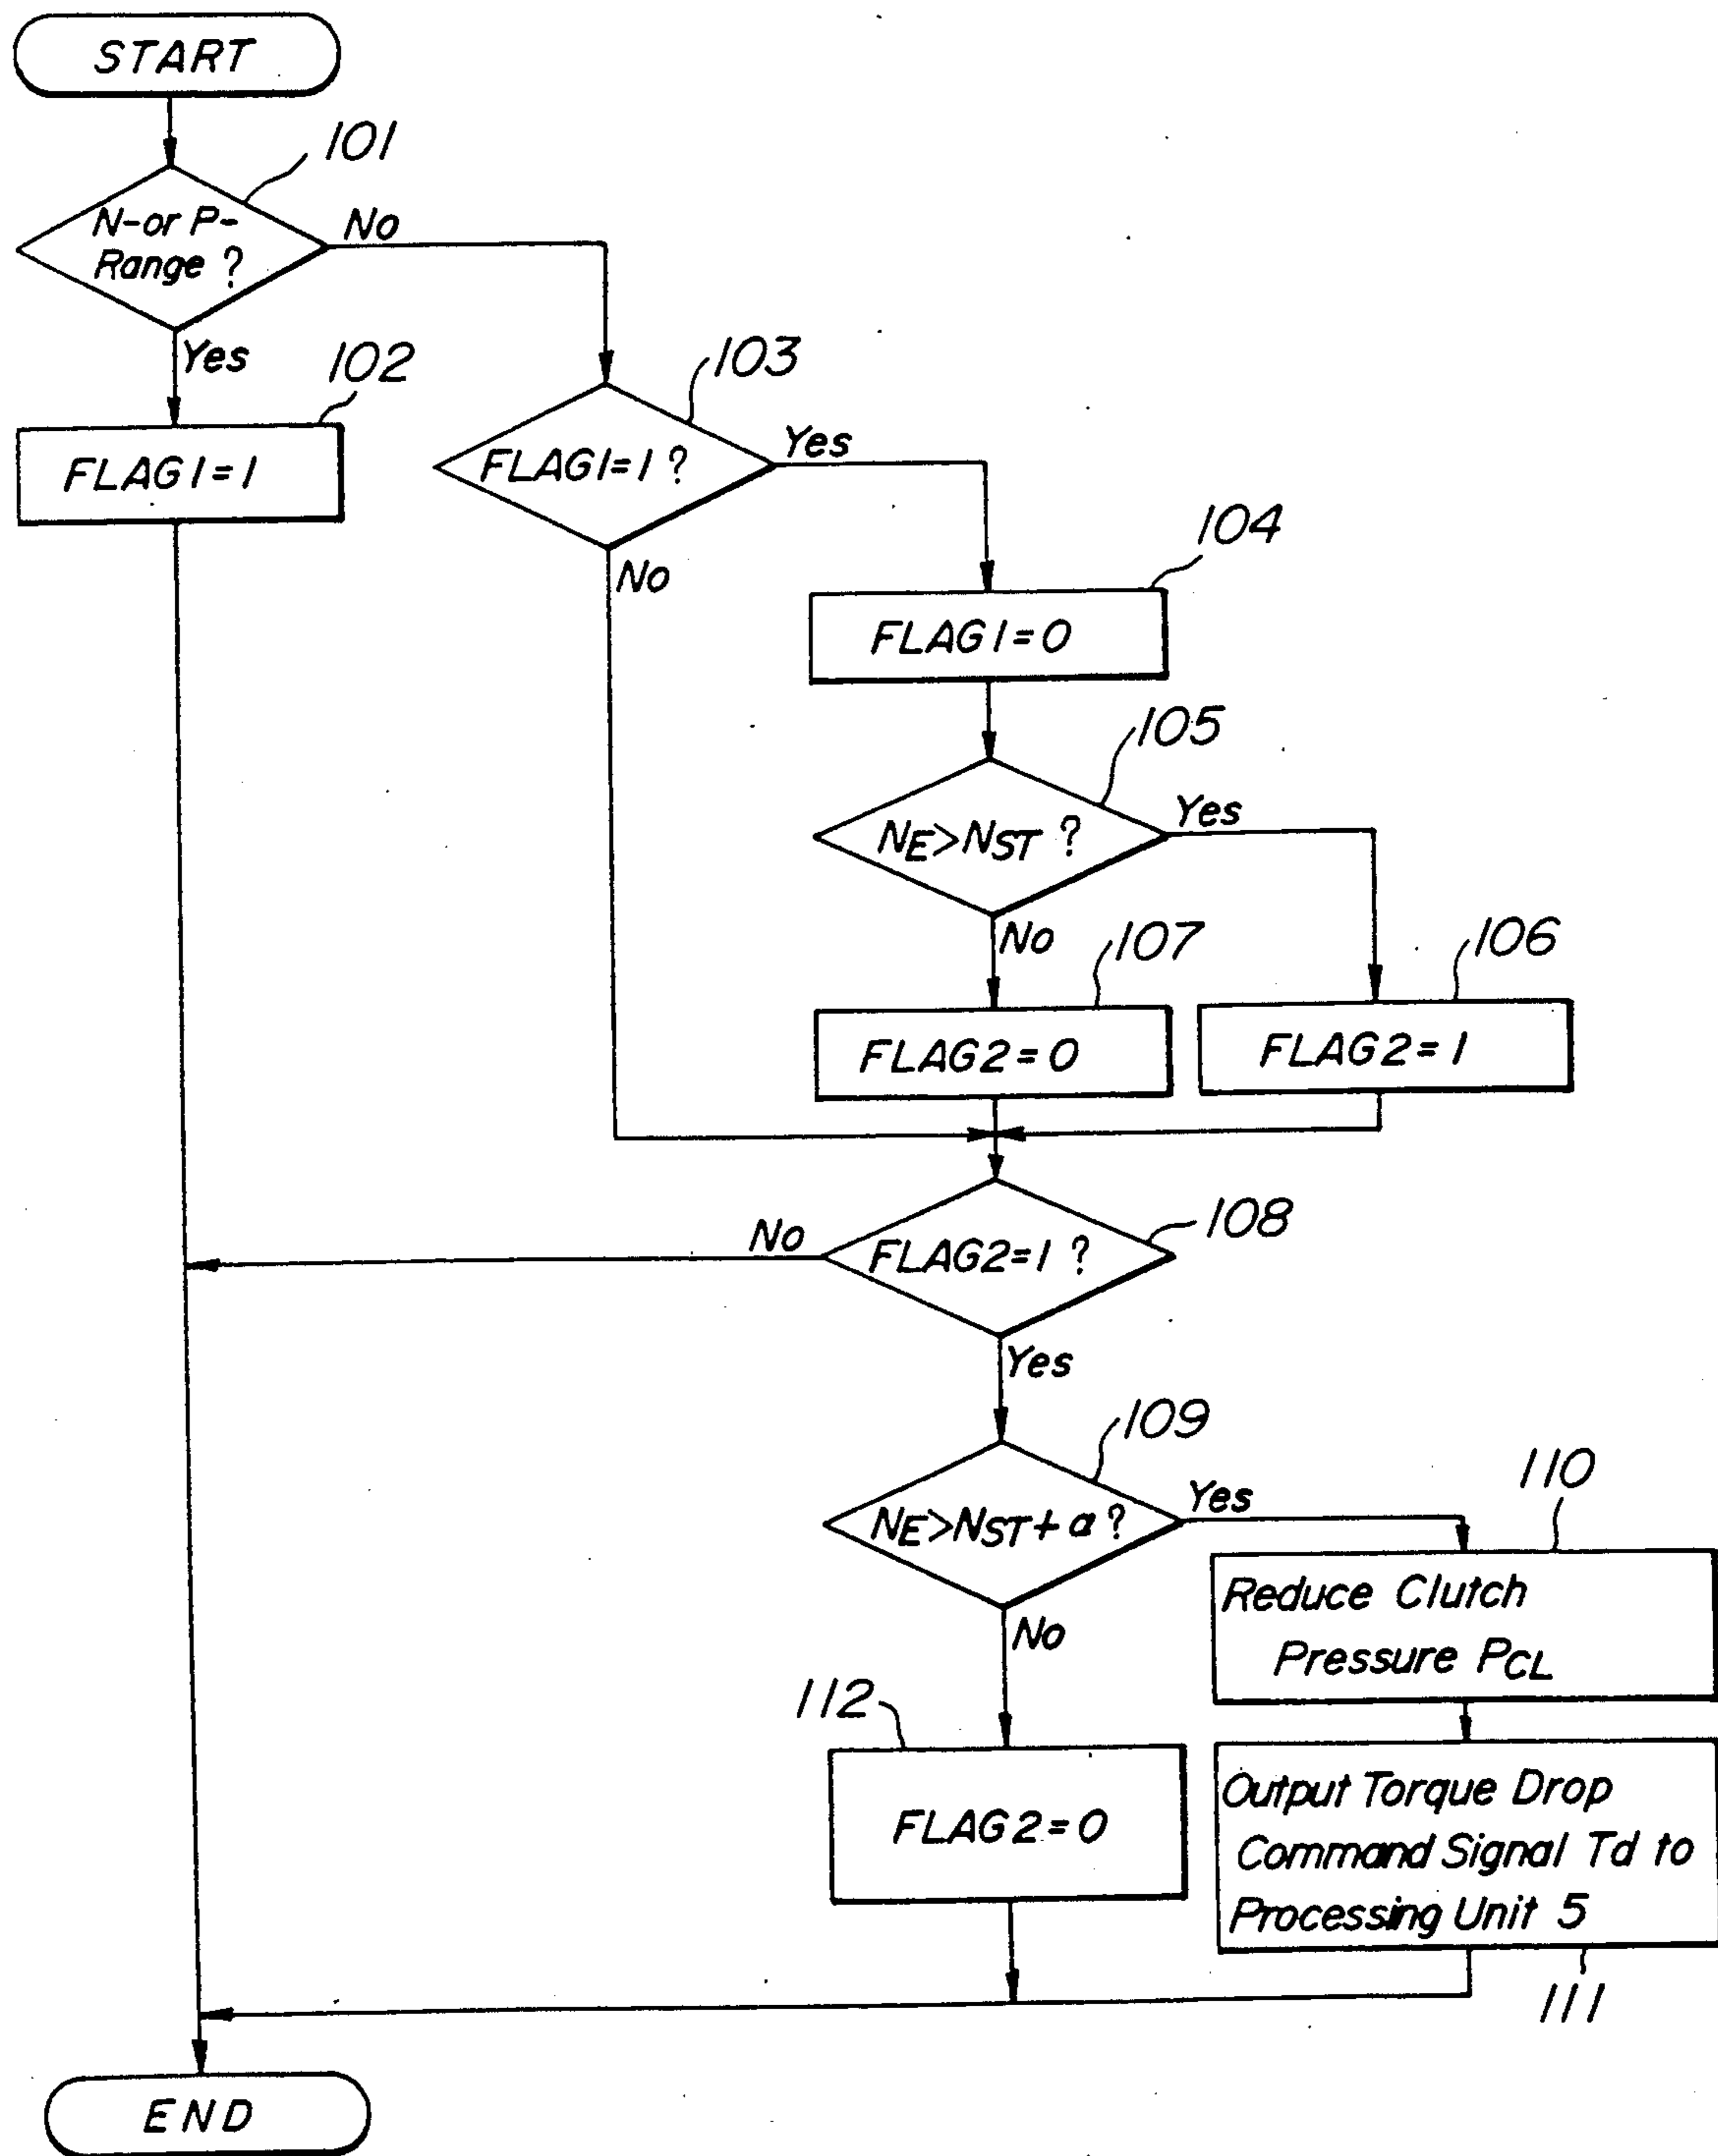 START
101
N-or P-
Range ?
No
Yes
102
FLAG1=1
103
FLAG1=1 ?
Yes
No
104
FLAG1=0
105
NE>NST ?
Yes
No
107
106
FLAG2=0
FLAG2=1
108
FLAG2=1 ?
No
Yes
109
NE>NST+α ?
Yes
No
110
Reduce Clutch
Pressure PCL
112
FLAG2=0
Output Torque Drop
Command Signal Td to
Processing Unit 5
111
END